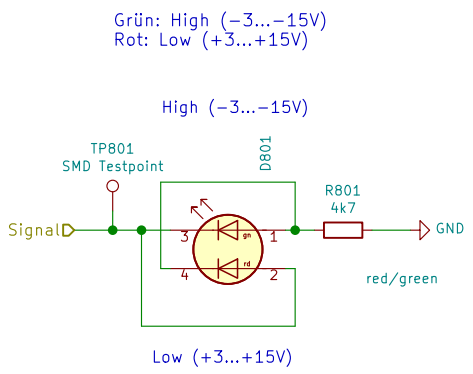 Grün: High (−3...−15V)
Rot: Low (+3...+15V)
High (−3...−15V)
TP801
SMD Testpoint
D801
R801
4k7
Signal
3
gn
1
GND
4
rd
2
red/green
Low (+3...+15V)